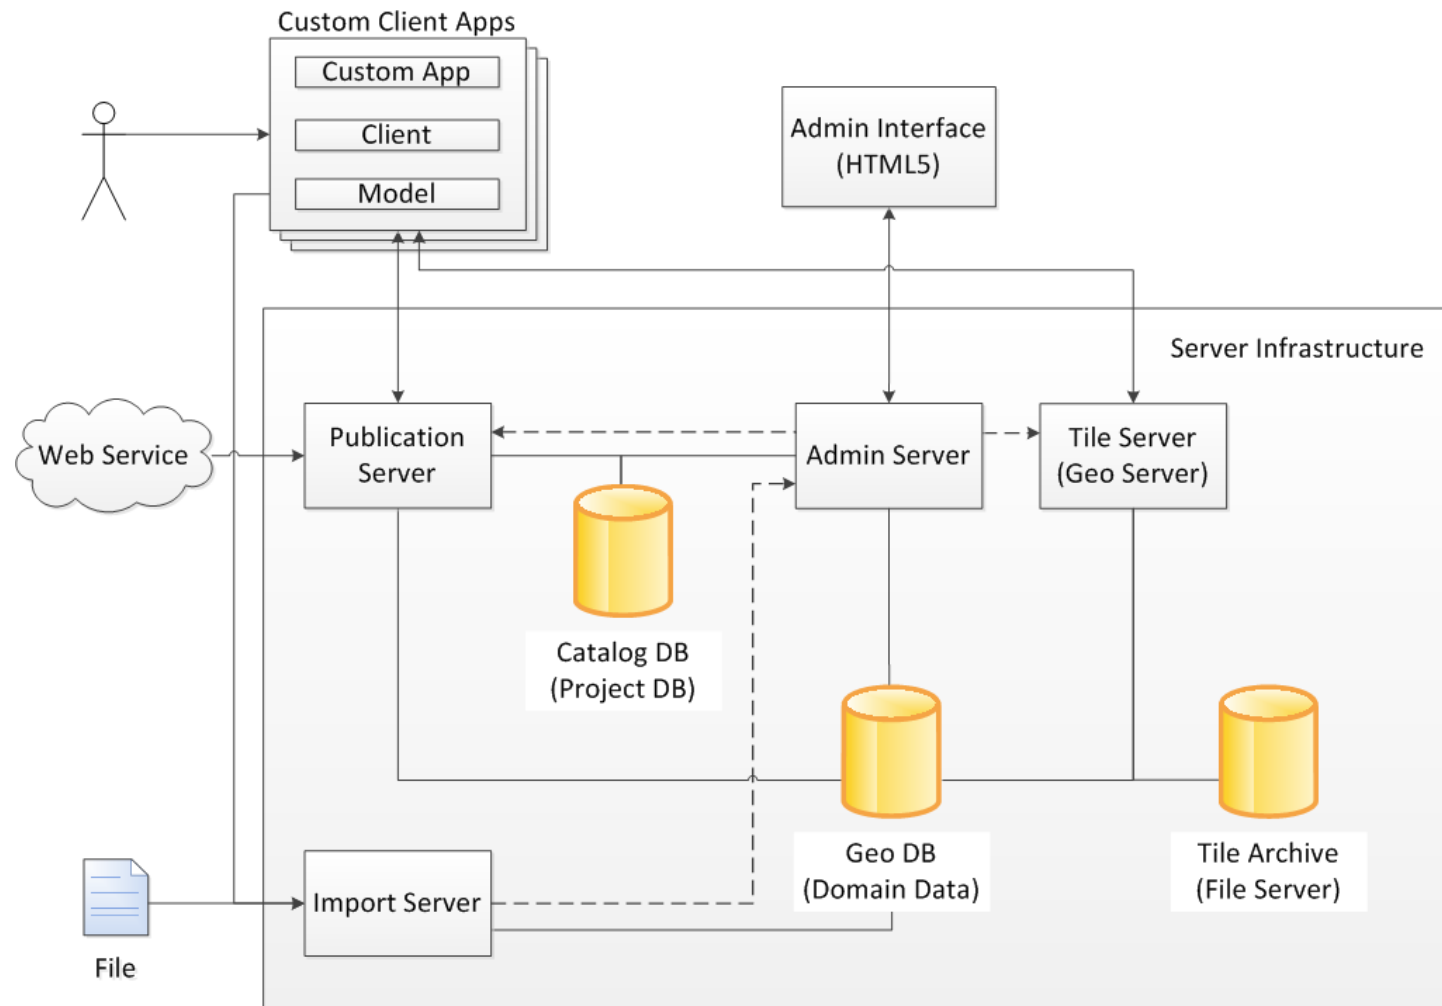 Custom Client Apps
Custom App
Client
Model
Admin Interface
(HTML5)
Server Infrastructure
Web Service
Publication
Server
Admin Server
Tile Server
(Geo Server)
Catalog DB
(Project DB)
Geo DB
(Domain Data)
Tile Archive
(File Server)
Import Server
File